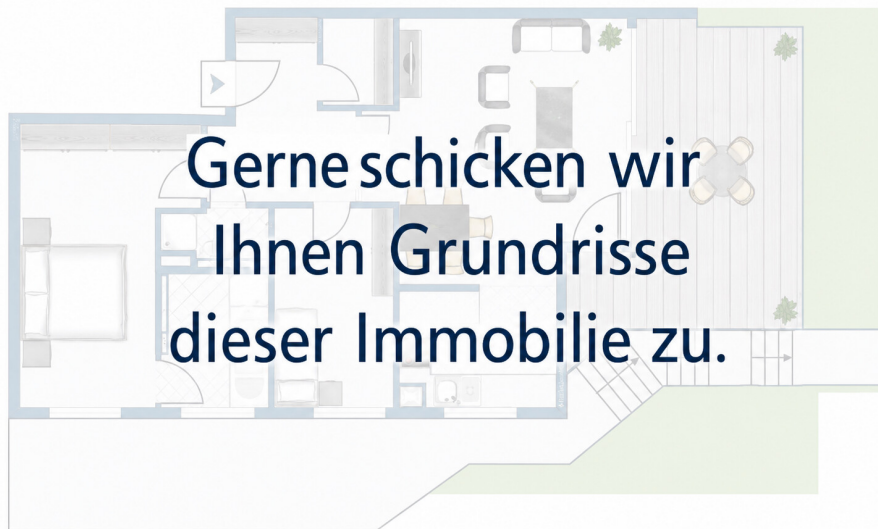 Gerne schicken wir
Ihnen Grundrisse
dieser Immobilie zu.